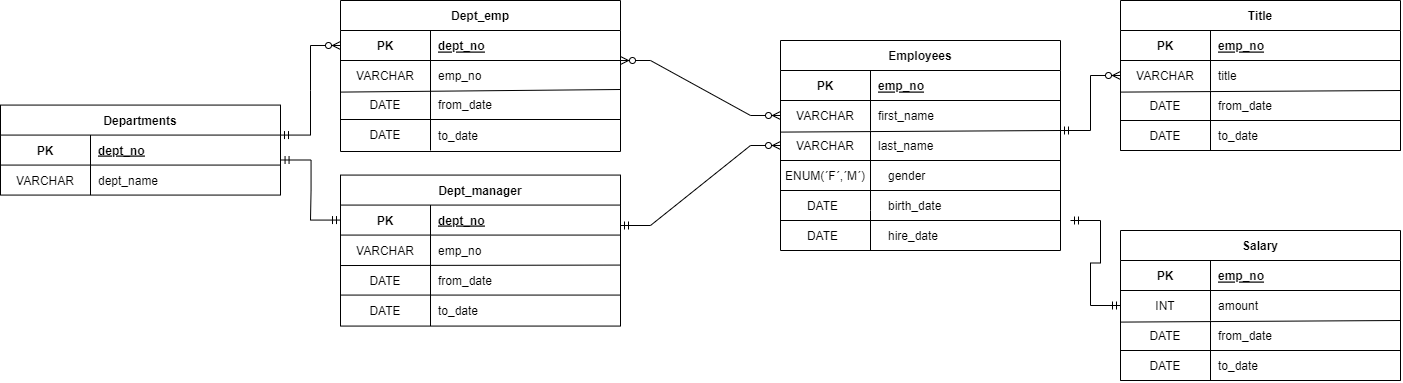 Departments
PK dept_no
VARCHAR dept_name
Dept_emp
PK dept_no
VARCHAR emp_no
DATE from_date
DATE to_date
Dept_manager
PK dept_no
VARCHAR emp_no
DATE from_date
DATE to_date
Employees
PK emp_no
VARCHAR first_name
VARCHAR last_name
ENUM(´F´,´M´) gender
DATE birth_date
DATE hire_date
Title
PK emp_no
VARCHAR title
DATE from_date
DATE to_date
Salary
PK emp_no
INT amount
DATE from_date
DATE to_date